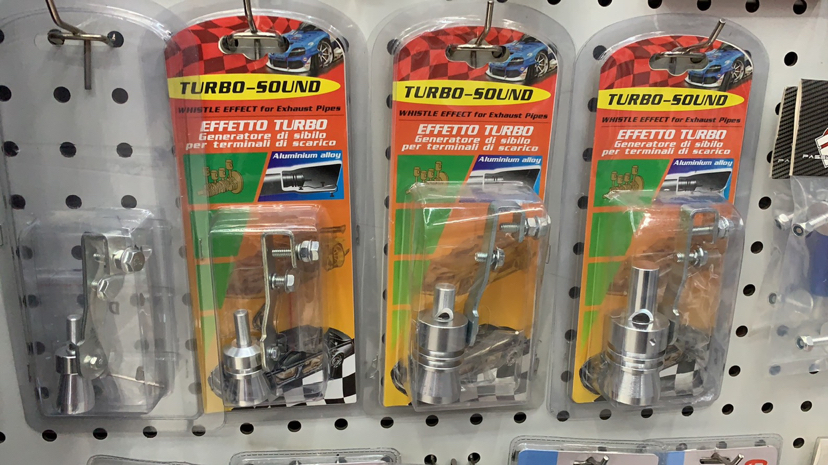 TURBO-SOUND
WHISTLE EFFECT for Exhaust Pipes
EFFETTO TURBO
Generatore di sibilo
per terminali di scarico
Aluminium alloy
TURBO-SOUND
WHISTLE EFFECT for Exhaust Pipes
EFFETTO TURBO
Generatore di sibilo
per terminali di scarico
Aluminium alloy
TURBO-SOUND
WHISTLE EFFECT for Exhaust Pipes
EFFETTO TURBO
Generatore di sibilo
per terminali di scarico
Aluminium alloy